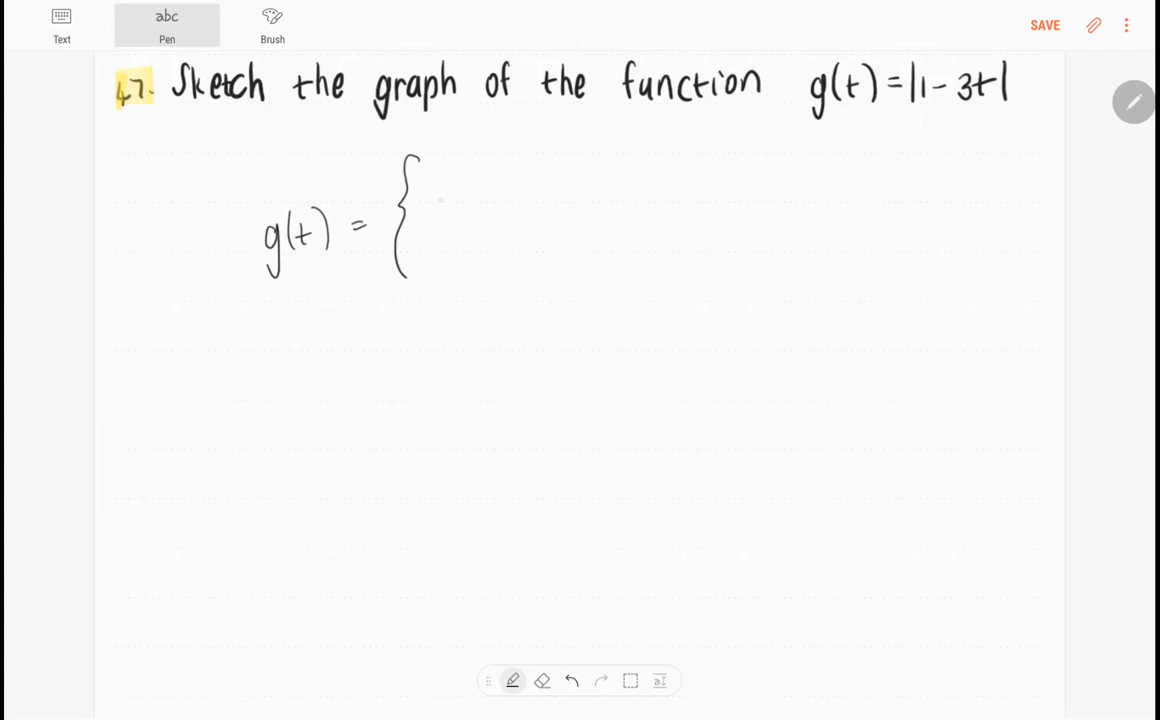 abc
Text Pen Brush SAVE
47. Sketch the graph of the function g(t)=|1-3t|
g(t) = {